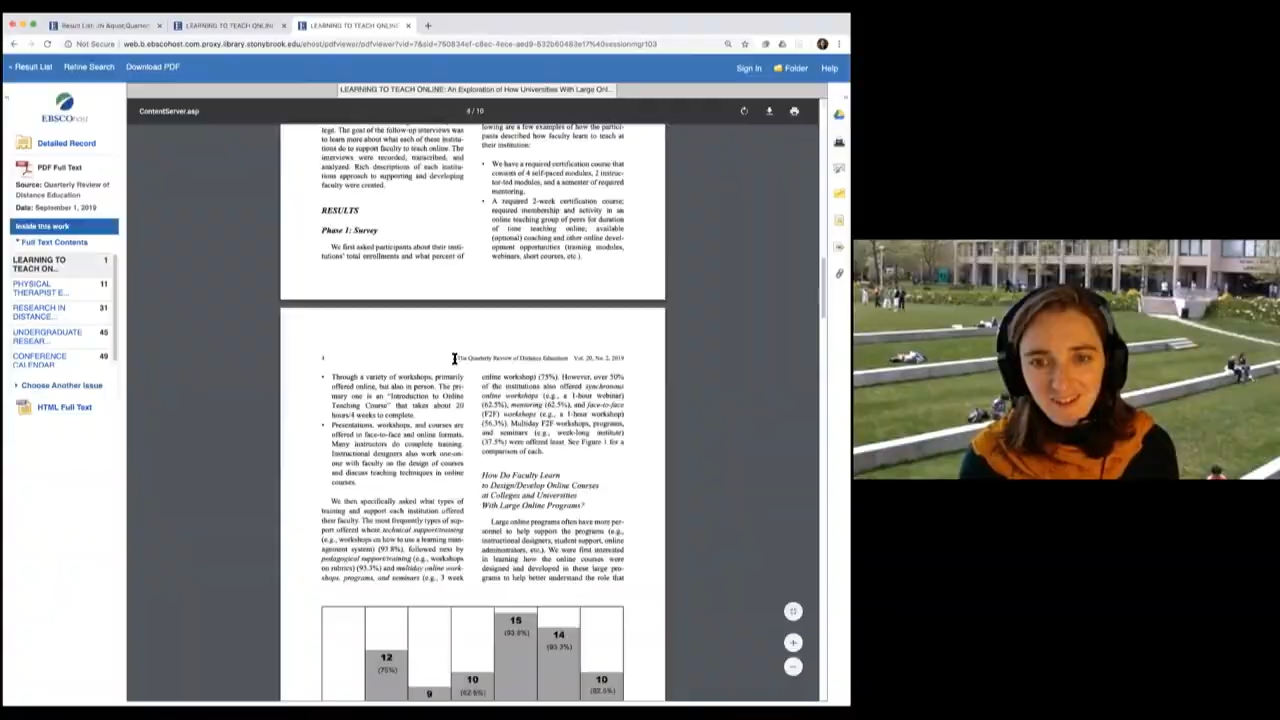 Result List: JN &quot;Quarter
LEARNING TO TEACH ONLINE
LEARNING TO TEACH ONLINE
Not Secure
web.b.ebscohost.com.proxy.library.stonybrook.edu/ehost/pdfviewer/pdfviewer?vid=7&sid=
Result List
Refine Search
Download PDF
Sign In
Folder
Help
LEARNING TO TEACH ONLINE: An Exploration of How Universities With Large Onl...
ContentServer.asp
4 / 10
EBSCOhost
Detailed Record
PDF Full Text
Source: Quarterly Review of
Distance Education
Date: September 1, 2019
Inside this work
Full Text Contents
LEARNING TO 1
TEACH ON...
PHYSICAL 11
THERAPIST E...
RESEARCH IN 31
DISTANCE...
UNDERGRADUATE 45
RESEAR...
CONFERENCE 49
CALENDAR
Choose Another Issue
HTML Full Text
lege. The goal of the follow-up interviews was
to learn more about what each of these institu-
tions do to support faculty to teach online. The
interviews were recorded, transcribed, and
analyzed. Rich descriptions of each institu-
tions approach to supporting and developing
faculty were created.
RESULTS
Phase 1: Survey
We first asked participants about their insti-
tutions' total enrollments and what percent of
lowing are a few examples of how the partici-
pants described how faculty learn to teach at
their institution:
• We have a required certification course that
consists of 4 self-paced modules, 2 instruc-
tor-led modules, and a semester of required
mentoring.
• A required 2-week certification course;
required membership and activity in an
online teaching group of peers for duration
of time teaching online; available
(optional) coaching and other online devel-
opment opportunities (training modules,
webinars, short courses, etc.).
The Quarterly Review of Distance Education Vol. 20, No. 2, 2019
• Through a variety of workshops, primarily
offered online, but also in person. The pri-
mary one is an "Introduction to Online
Teaching Course" that takes about 20
hours/4 weeks to complete.
• Presentations, workshops, and courses are
offered in face-to-face and online formats.
Many instructors do complete training.
Instructional designers also work one-on-
one with faculty on the design of courses
and discuss teaching techniques in online
courses.
We then specifically asked what types of
training and support each institution offered
their faculty. The most frequently types of sup-
port offered where technical support/training
(e.g., workshops on how to use a learning man-
agement system) (93.8%), followed next by
pedagogical support/training (e.g., workshops
on rubrics) (93.3%) and multiday online work-
shops, programs, and seminars (e.g., 3 week
online workshop) (75%). However, over 50%
of the institutions also offered synchronous
online workshops (e.g., a 1-hour webinar)
(62.5%), mentoring (62.5%), and face-to-face
(F2F) workshops (e.g., a 1-hour workshop)
(56.3%). Multiday F2F workshops, programs,
and seminars (e.g., week-long institute)
(37.5%) were offered least. See Figure 1 for a
comparison of each.
How Do Faculty Learn
to Design/Develop Online Courses
at Colleges and Universities
With Large Online Programs?
Large online programs often have more per-
sonnel to help support the programs (e.g.,
instructional designers, student support, online
administrators, etc.). We were first interested
in learning how the online courses were
designed and developed in these large pro-
grams to help better understand the role that
12
(75%)
9
10
(62.5%)
15
(93.8%)
14
(93.3%)
10
(62.5%)